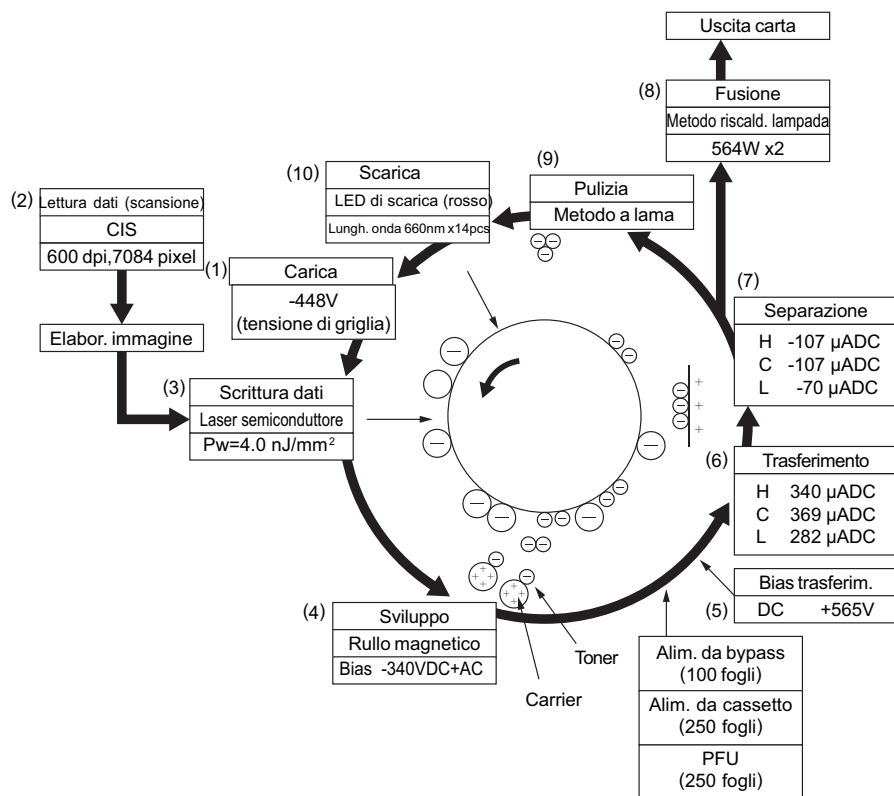 Uscita carta
(8)
Fusione
Metodo riscald. lampada
564W x2
(10)
Scarica
LED di scarica (rosso)
Lungh. onda 660nm x14pcs
(9)
Pulizia
Metodo a lama
(2)
Lettura dati (scansione)
CIS
600 dpi,7084 pixel
(1)
Carica
-448V
(tensione di griglia)
(7)
Separazione
H -107 µADC
C -107 µADC
L -70 µADC
Elabor. immagine
(3)
Scrittura dati
Laser semiconduttore
Pw=4.0 nJ/mm²
(6)
Trasferimento
H 340 µADC
C 369 µADC
L 282 µADC
(5)
Bias trasferim.
DC +565V
(4)
Sviluppo
Rullo magnetico
Bias -340VDC+AC
Toner
Carrier
Alim. da bypass
(100 fogli)
Alim. da cassetto
(250 fogli)
PFU
(250 fogli)